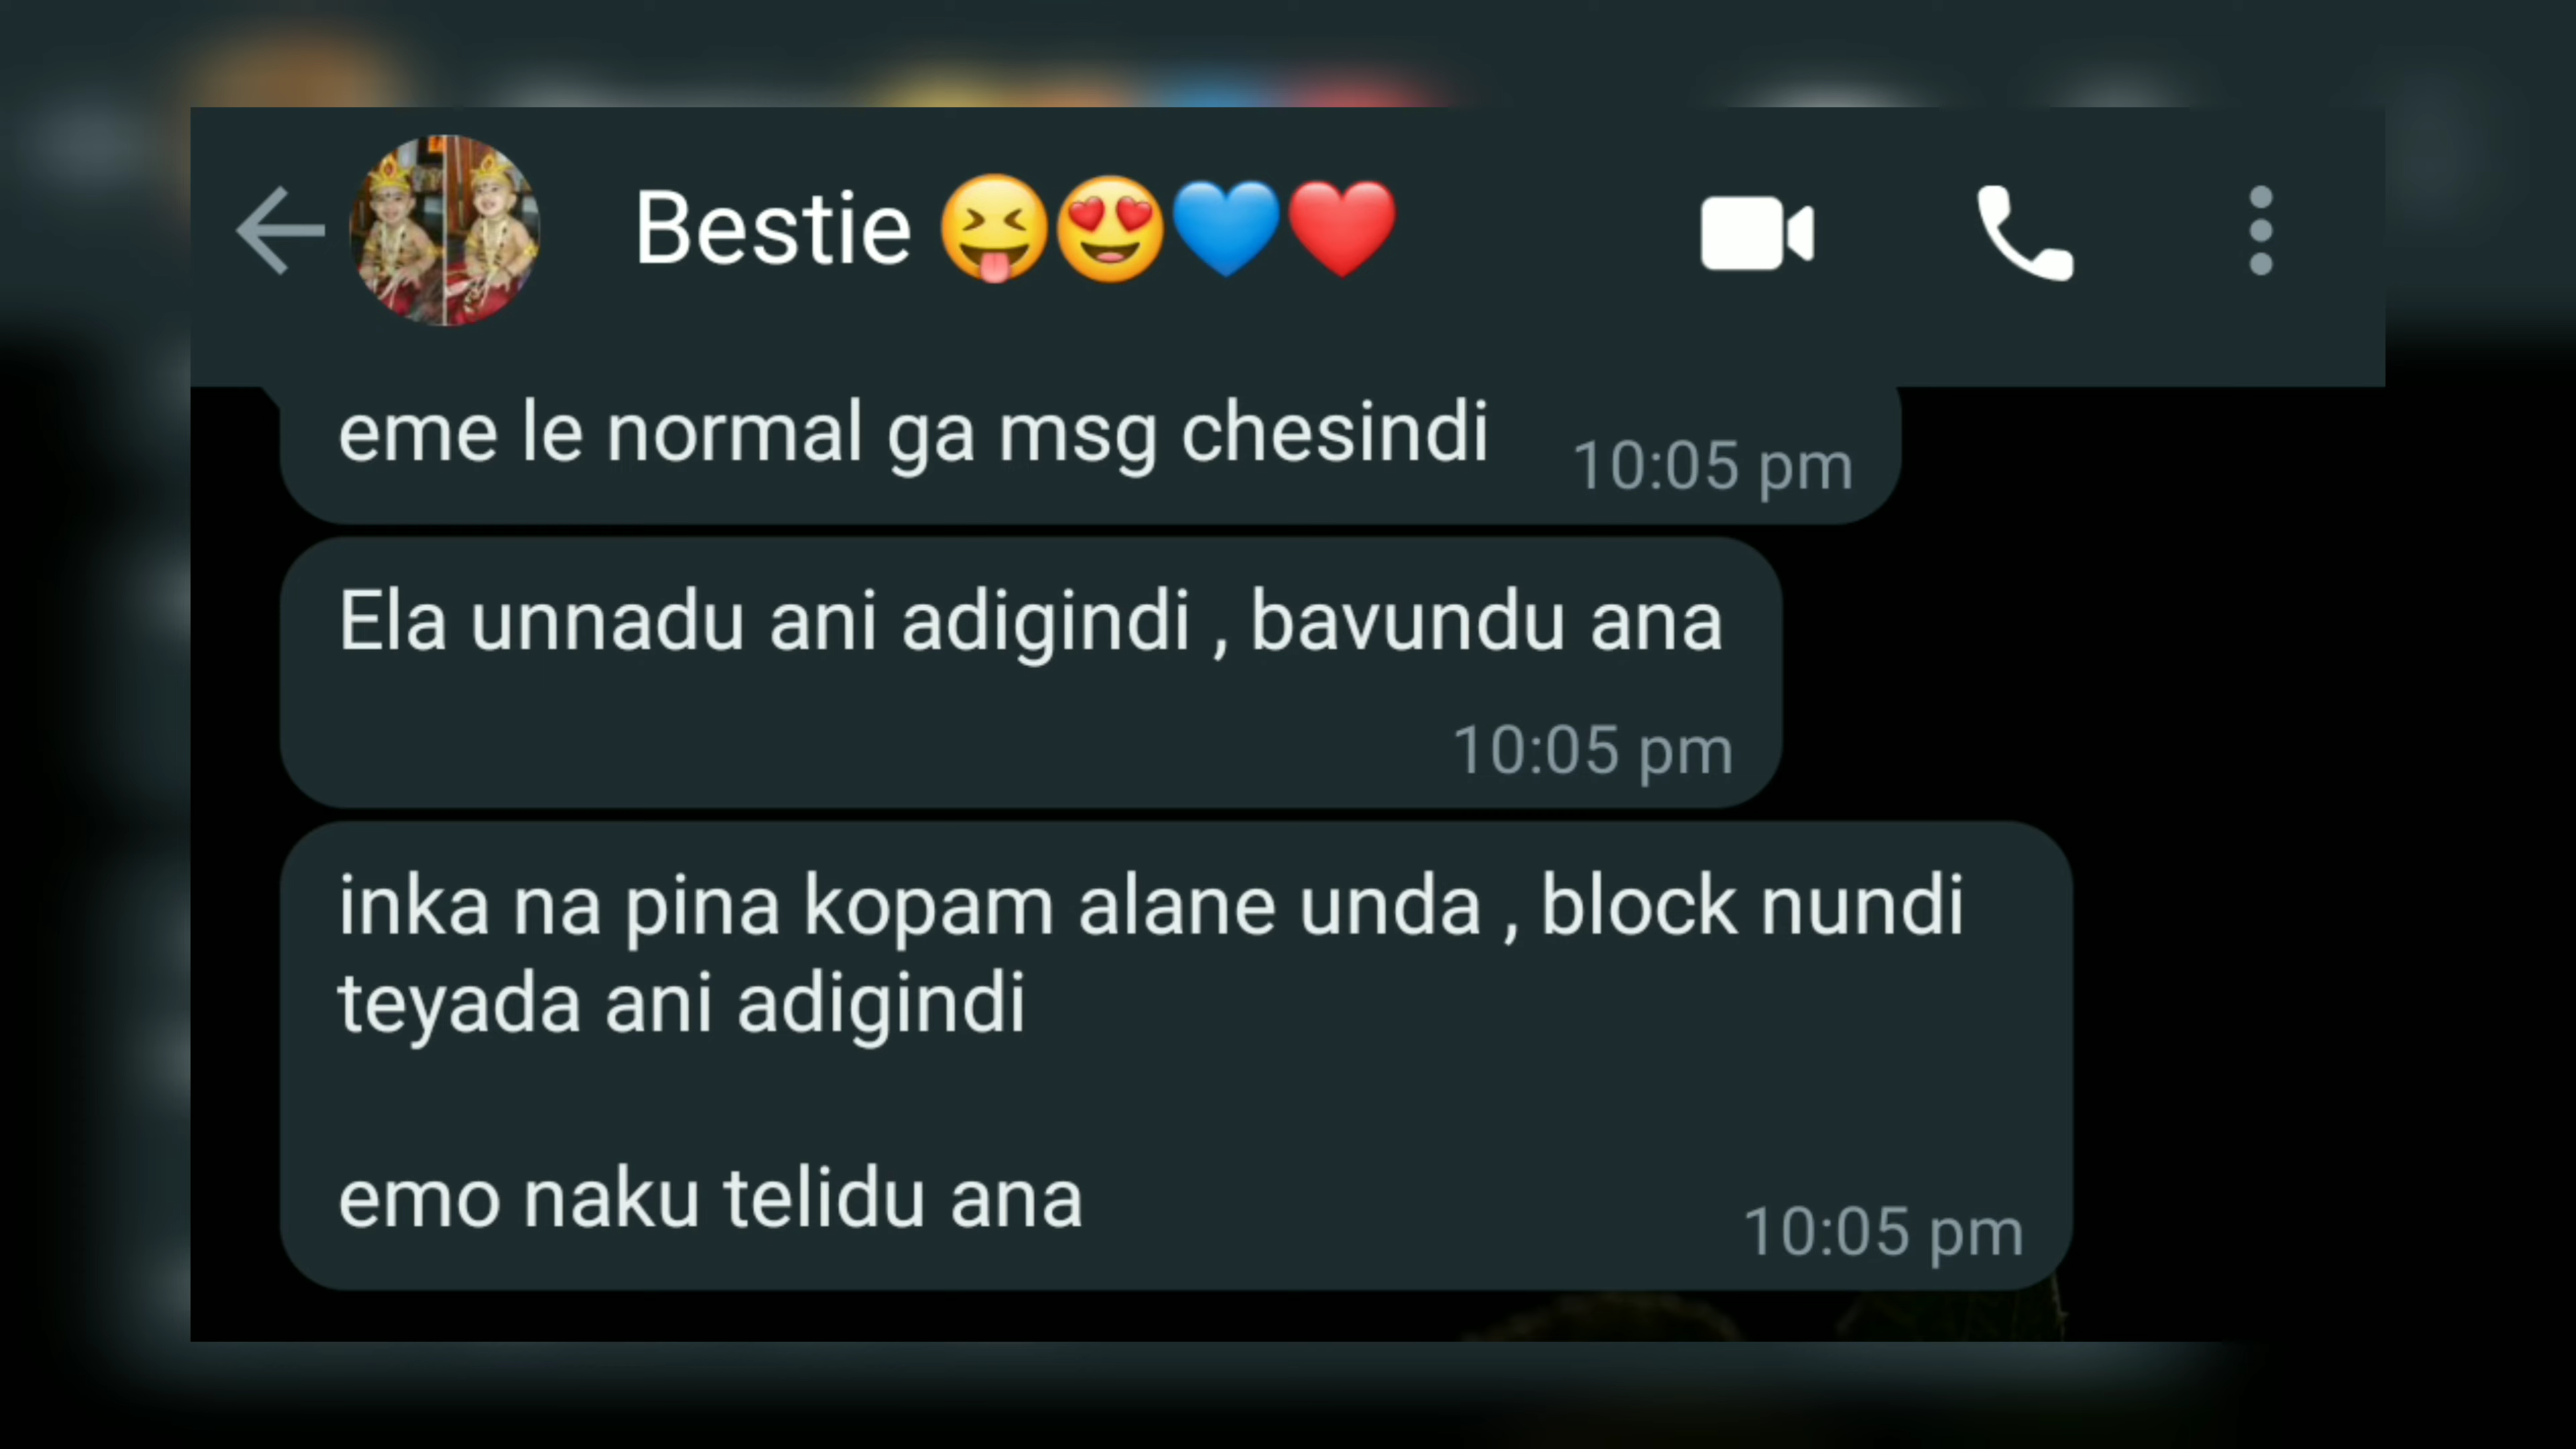 Bestie 😝😍💙❤️
eme le normal ga msg chesindi
10:05 pm
Ela unnadu ani adigindi , bavundu ana
10:05 pm
inka na pina kopam alane unda , block nundi
teyada ani adigindi
emo naku telidu ana
10:05 pm